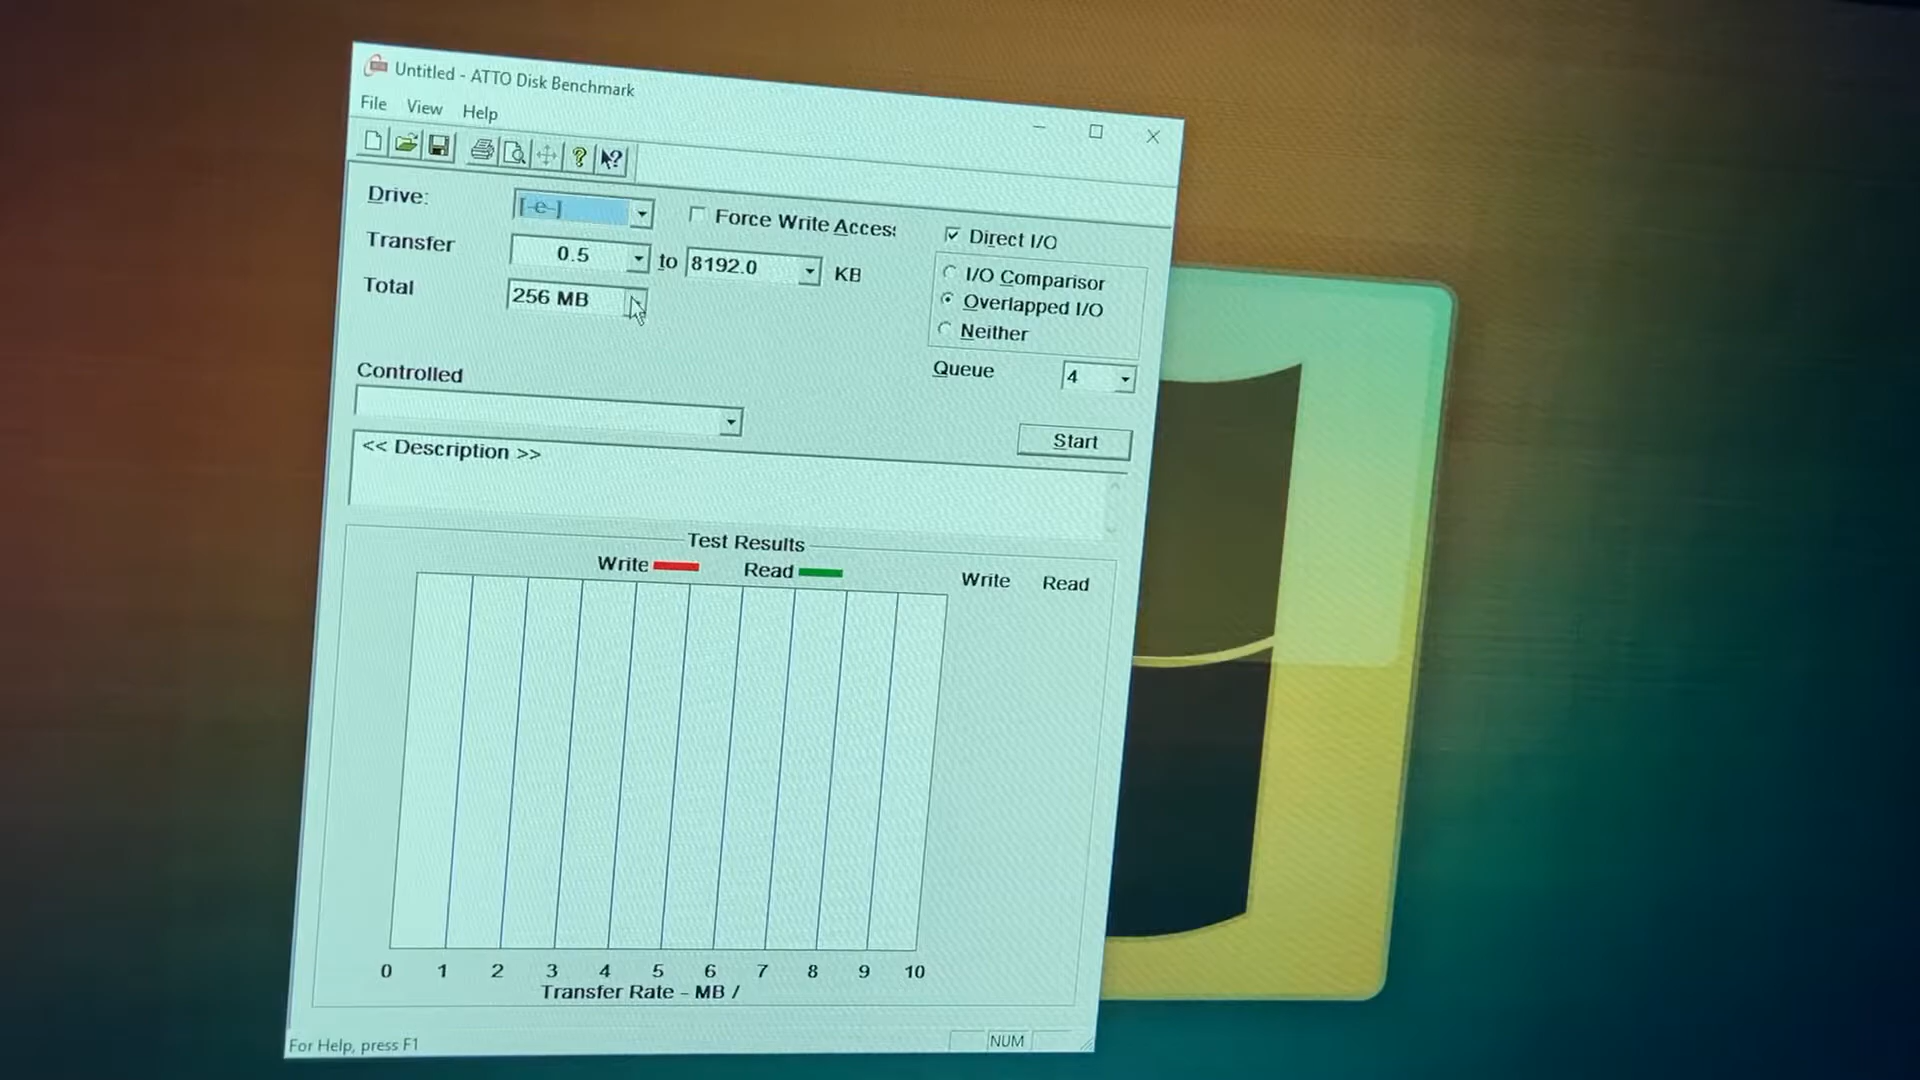 Untitled - ATTO Disk Benchmark
File View Help
Drive: [-e-] Force Write Acces Direct I/O
Transfer 0.5 to 8192.0 KB I/O Comparisor
Total 256 MB Overlapped I/O
Neither
Controlled Queue 4
<< Description >> Start
Test Results
Write Read Write Read
0 1 2 3 4 5 6 7 8 9 10
Transfer Rate - MB /
For Help, press F1 NUM